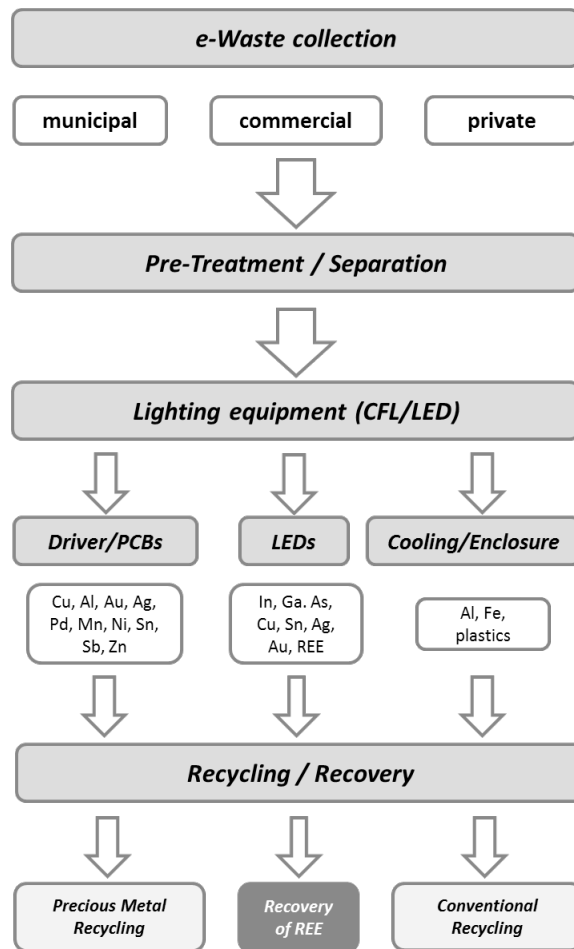 e-Waste collection
municipal
commercial
private
Pre-Treatment / Separation
Lighting equipment (CFL/LED)
Driver/PCBs
LEDs
Cooling/Enclosure
Cu, Al, Au, Ag,
Pd, Mn, Ni, Sn,
Sb, Zn
In, Ga. As,
Cu, Sn, Ag,
Au, REE
Al, Fe,
plastics
Recycling / Recovery
Precious Metal
Recycling
Recovery
of REE
Conventional
Recycling